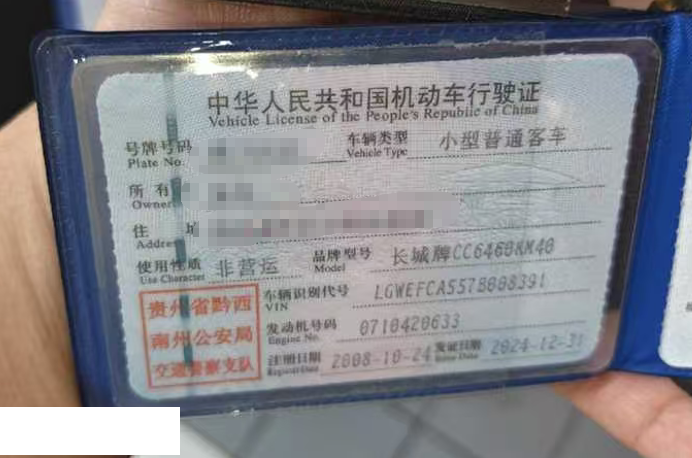 中华人民共和国机动车行驶证
Vehicle License of the People's Republic of China
号牌号码
Plate No.
车辆类型 小型普通客车
Vehicle Type
所有
Owner
住 址
Address
使用性质 非营运
Use Character
品牌型号 长城牌CC6460KM40
Model
车辆识别代号 LGWEFCA5578008391
VIN
发动机号码 0710420633
Engine No.
注册日期 2008-10-24
发证日期 2024-12-31
贵州省黔西
南州公安局
交通警察支队